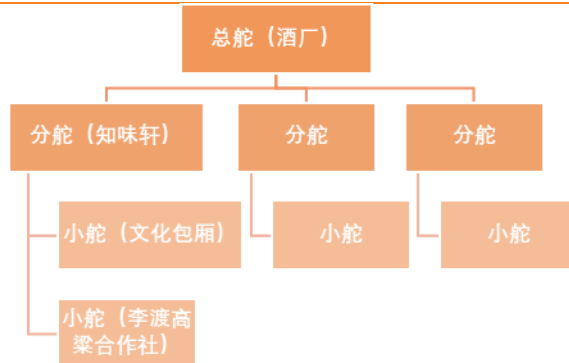 总舵（酒厂）
分舵（知味轩）
分舵
分舵
小舵（文化包厢）
小舵
小舵
小舵（李渡高
粱合作社）